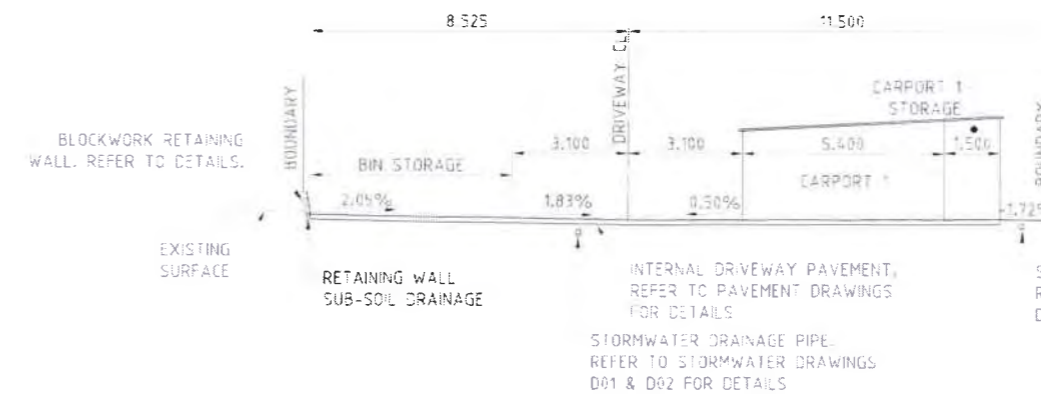 8.525
11.500
BOUNDARY
DRIVEWAY CL
CARPORT 1
STORAGE
BLOCKWORK RETAINING
WALL. REFER TO DETAILS.
BIN STORAGE
3.100
3.100
5.400
1.500
BOUNDARY
CARPORT 1
2.05%
1.83%
0.50%
EXISTING
SURFACE
RETAINING WALL
SUB-SOIL DRAINAGE
INTERNAL DRIVEWAY PAVEMENT,
REFER TO PAVEMENT DRAWINGS
FOR DETAILS
STORMWATER DRAINAGE PIPE.
REFER TO STORMWATER DRAWINGS
D01 & D02 FOR DETAILS
S
R
D